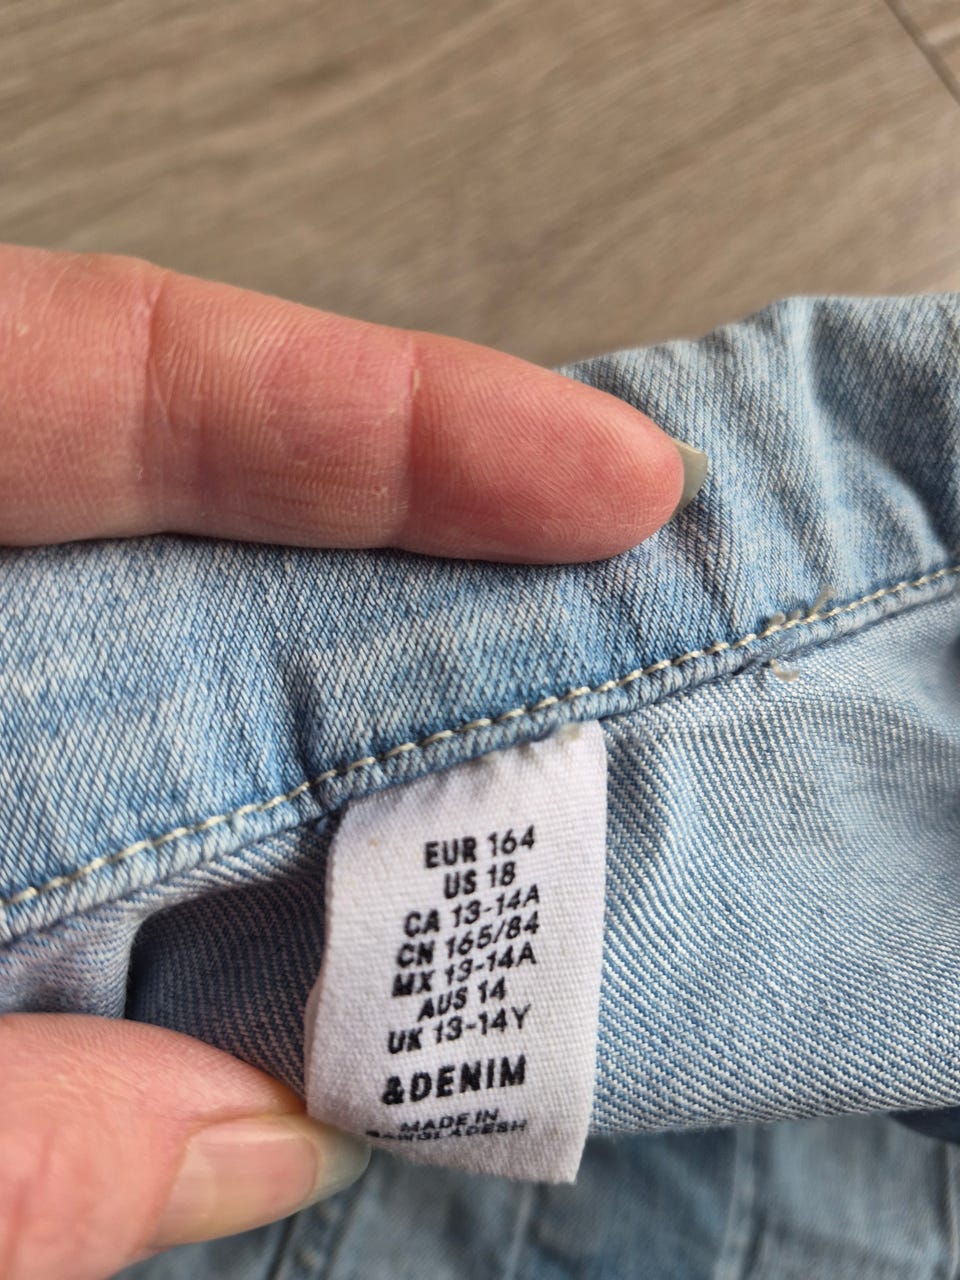 EUR 164
US 18
CA 13-14A
CN 165/84
MX 13-14A
AUS 14
UK 13-14Y
&DENIM
MADE IN
BANGLADESH